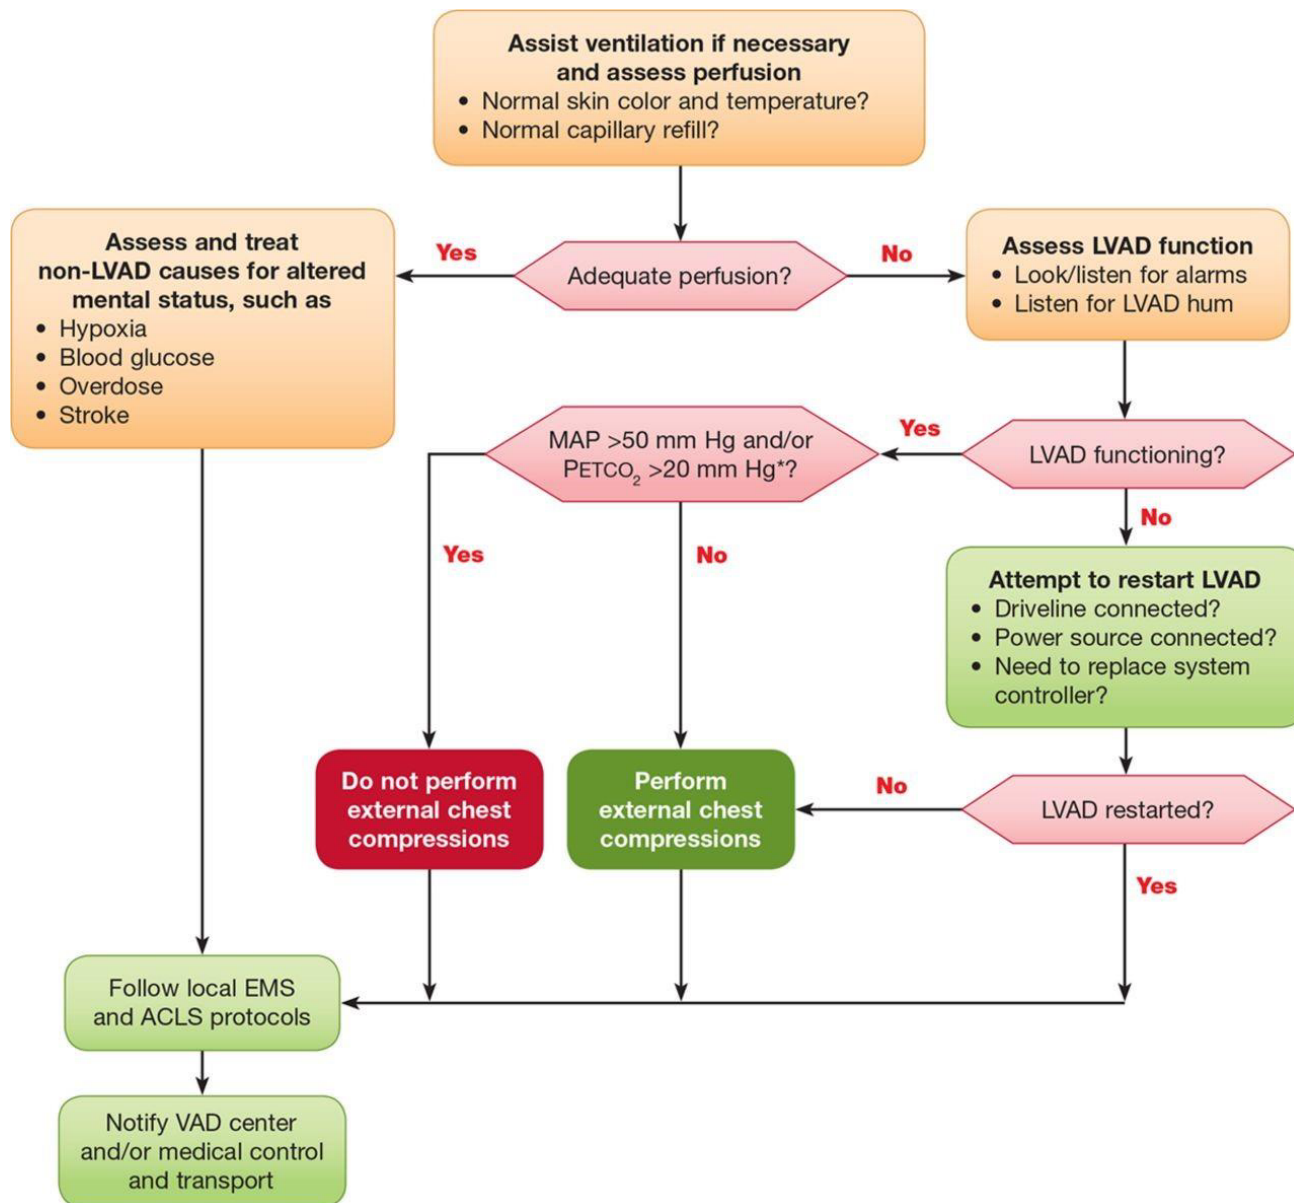 Assist ventilation if necessary
and assess perfusion
• Normal skin color and temperature?
• Normal capillary refill?
Adequate perfusion?
Yes
No
Assess and treat
non-LVAD causes for altered
mental status, such as
• Hypoxia
• Blood glucose
• Overdose
• Stroke
Assess LVAD function
• Look/listen for alarms
• Listen for LVAD hum
LVAD functioning?
Yes
No
MAP >50 mm Hg and/or
PETCO₂ >20 mm Hg*?
Yes
No
Attempt to restart LVAD
• Driveline connected?
• Power source connected?
• Need to replace system
controller?
LVAD restarted?
No
Yes
Do not perform
external chest
compressions
Perform
external chest
compressions
Follow local EMS
and ACLS protocols
Notify VAD center
and/or medical control
and transport